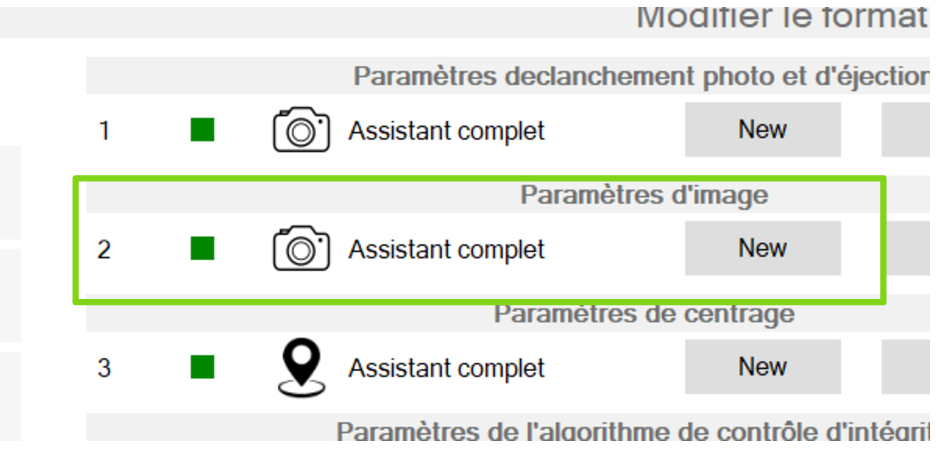 Modifier le format
Paramètres declanchement photo et d'éjection
1 Assistant complet New
Paramètres d'image
2 Assistant complet New
Paramètres de centrage
3 Assistant complet New
Paramètres de l'algorithme de contrôle d'intégrit